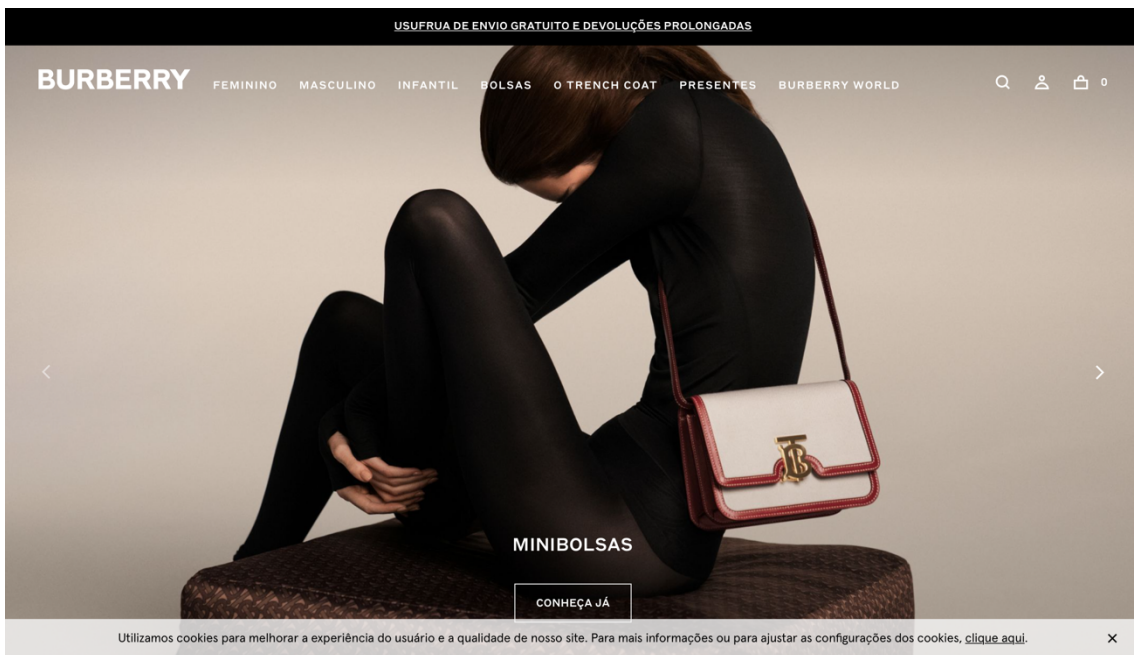 USUFRUA DE ENVIO GRATUITO E DEVOLUÇÕES PROLONGADAS
BURBERRY FEMININO MASCULINO INFANTIL BOLSAS O TRENCH COAT PRESENTES BURBERRY WORLD 0
TB
MINIBOLSAS
CONHEÇA JÁ
Utilizamos cookies para melhorar a experiência do usuário e a qualidade de nosso site. Para mais informações ou para ajustar as configurações dos cookies, clique aqui.